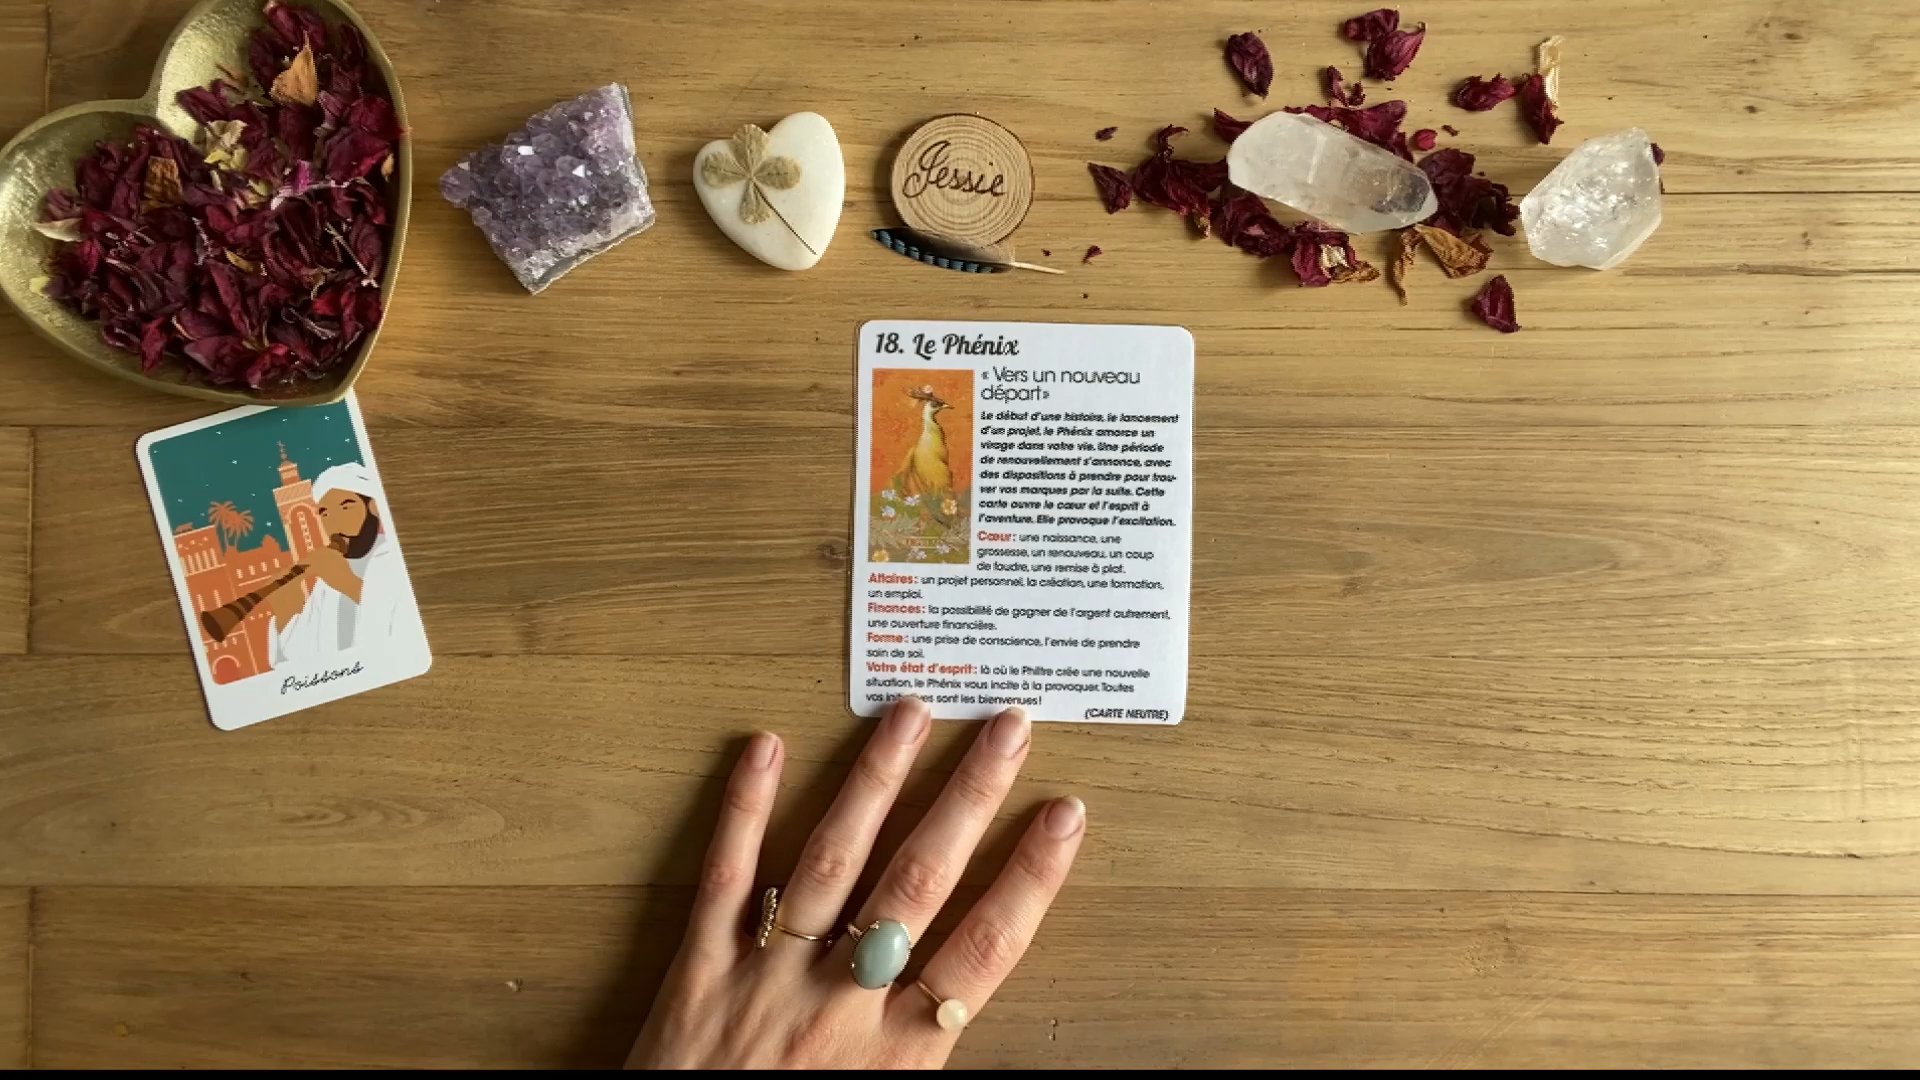 Jessie
18. Le Phénix
« Vers un nouveau
départ»
Le début d'une histoire, le lancement
d'un projet, le Phénix amorce un
virage dans votre vie. Une période
de renouvellement s'annonce, avec
des dispositions à prendre pour trou-
ver vos marques par la suite. Cette
carte ouvre le cœur et l'esprit à
l'aventure. Elle provoque l'excitation.
Cœur: une naissance, une
grossesse, un renouveau, un coup
de foudre, une remise à plat.
Affaires: un projet personnel, la création, une formation,
un emploi.
Finances: la possibilité de gagner de l'argent autrement,
une ouverture financière.
Forme: une prise de conscience, l'envie de prendre
soin de soi.
Votre état d'esprit: là où le Philtre crée une nouvelle
situation, le Phénix vous incite à la provoquer. Toutes
vos initiatives sont les bienvenues!
(CARTE NEUTRE)
Poissons